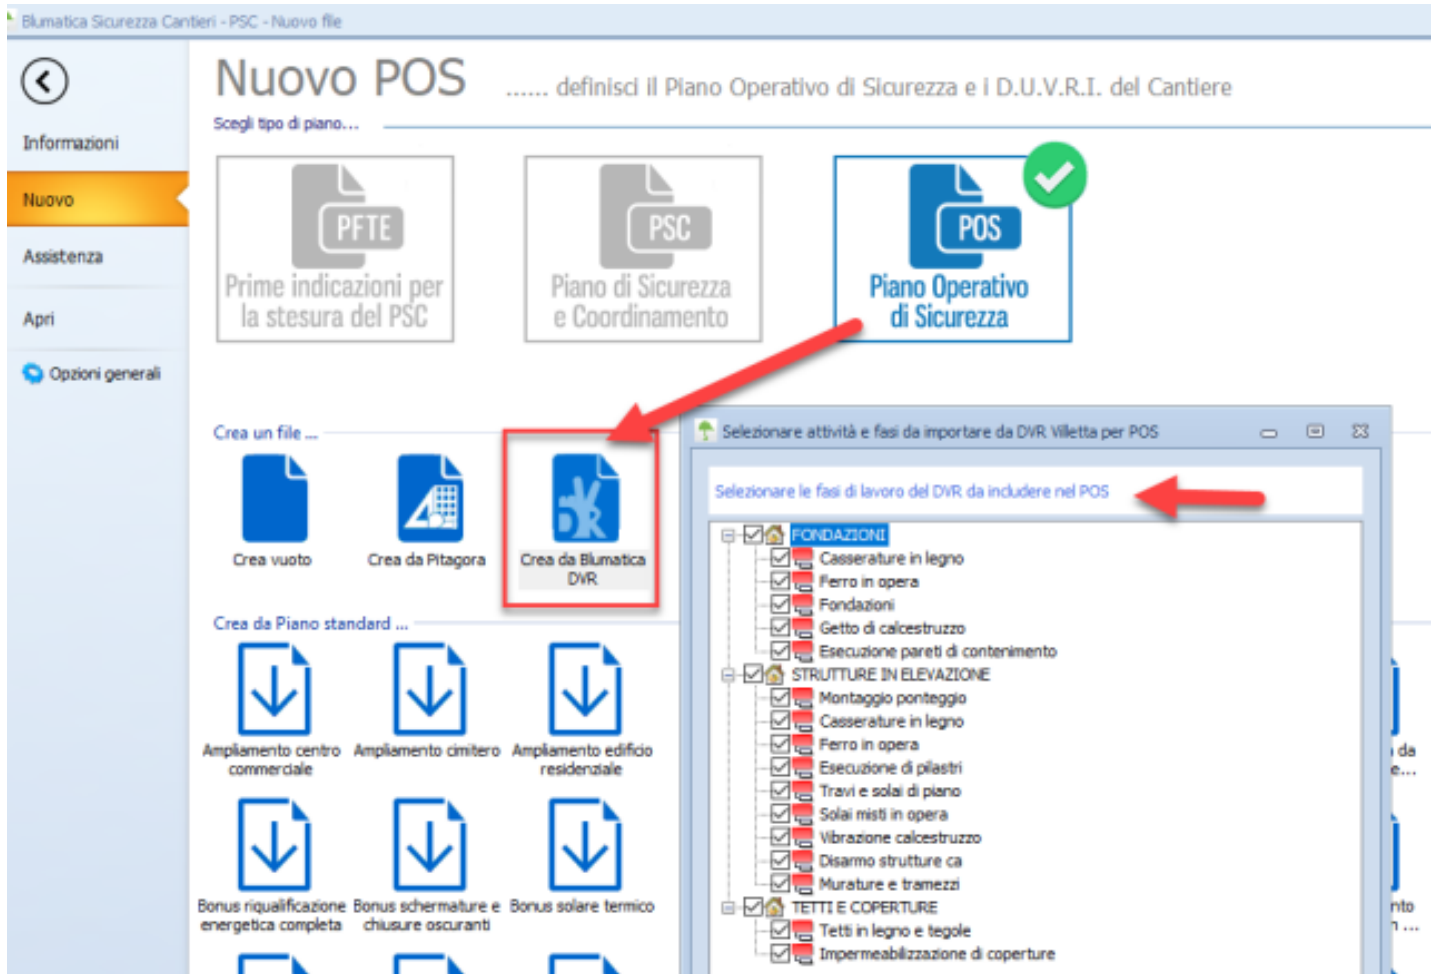 Blumatica Sicurezza Cantieri - PSC - Nuovo file
Nuovo POS
...... definisci il Piano Operativo di Sicurezza e i D.U.V.R.I. del Cantiere
Scegli tipo di piano...
Informazioni
Nuovo
Assistenza
Apri
Opzioni generali
PFTE
Prime indicazioni per
la stesura del PSC
PSC
Piano di Sicurezza
e Coordinamento
POS
Piano Operativo
di Sicurezza
Crea un file ...
Crea vuoto
Crea da Pitagora
DVR
Crea da Blumatica
DVR
Crea da Piano standard ...
Ampliamento centro
commerciale
Ampliamento cimitero
Ampliamento edificio
residenziale
Bonus riqualificazione
energetica completa
Bonus schermature e
chiusure oscuranti
Bonus solare termico
Selezionare attività e fasi da importare da DVR Villetta per POS
Selezionare le fasi di lavoro del DVR da includere nel POS
FONDAZIONI
Casserature in legno
Ferro in opera
Fondazioni
Getto di calcestruzzo
Esecuzione pareti di contenimento
STRUTTURE IN ELEVAZIONE
Montaggio ponteggio
Casserature in legno
Ferro in opera
Esecuzione di pilastri
Travi e solai di piano
Solai misti in opera
Vibrazione calcestruzzo
Disarmo strutture ca
Murature e tramezzi
TETTI E COPERTURE
Tetti in legno e tegole
Impermeabilizzazione di coperture
da
e...
nto
...